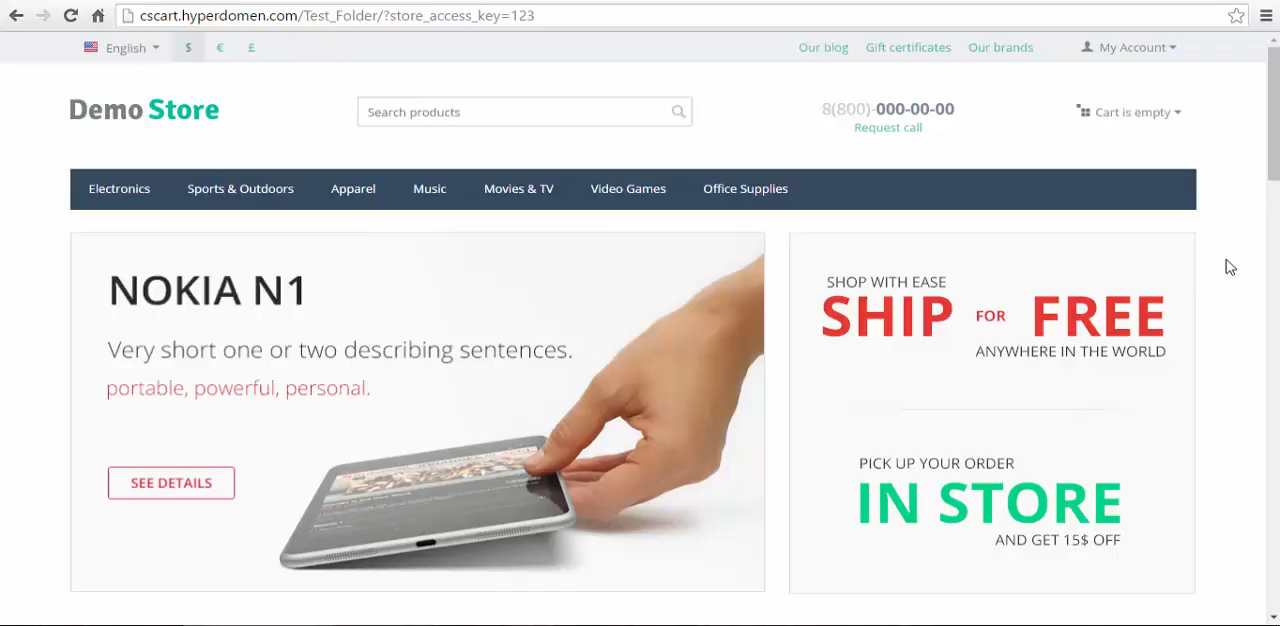 cscart.hyperdomen.com/Test_Folder/?store_access_key=123
English $ € £ Our blog Gift certificates Our brands My Account
Demo Store Search products 8(800)-000-00-00 Cart is empty
Request call
Electronics Sports & Outdoors Apparel Music Movies & TV Video Games Office Supplies
NOKIA N1
Very short one or two describing sentences.
portable, powerful, personal.
SEE DETAILS
SHOP WITH EASE
SHIP FOR FREE
ANYWHERE IN THE WORLD
PICK UP YOUR ORDER
IN STORE
AND GET 15$ OFF